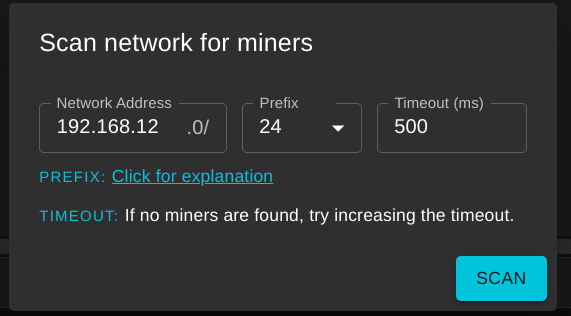 Scan network for miners
Network Address
Prefix
Timeout (ms)
192.168.12 .0/
24
500
PREFIX: Click for explanation
TIMEOUT: If no miners are found, try increasing the timeout.
SCAN